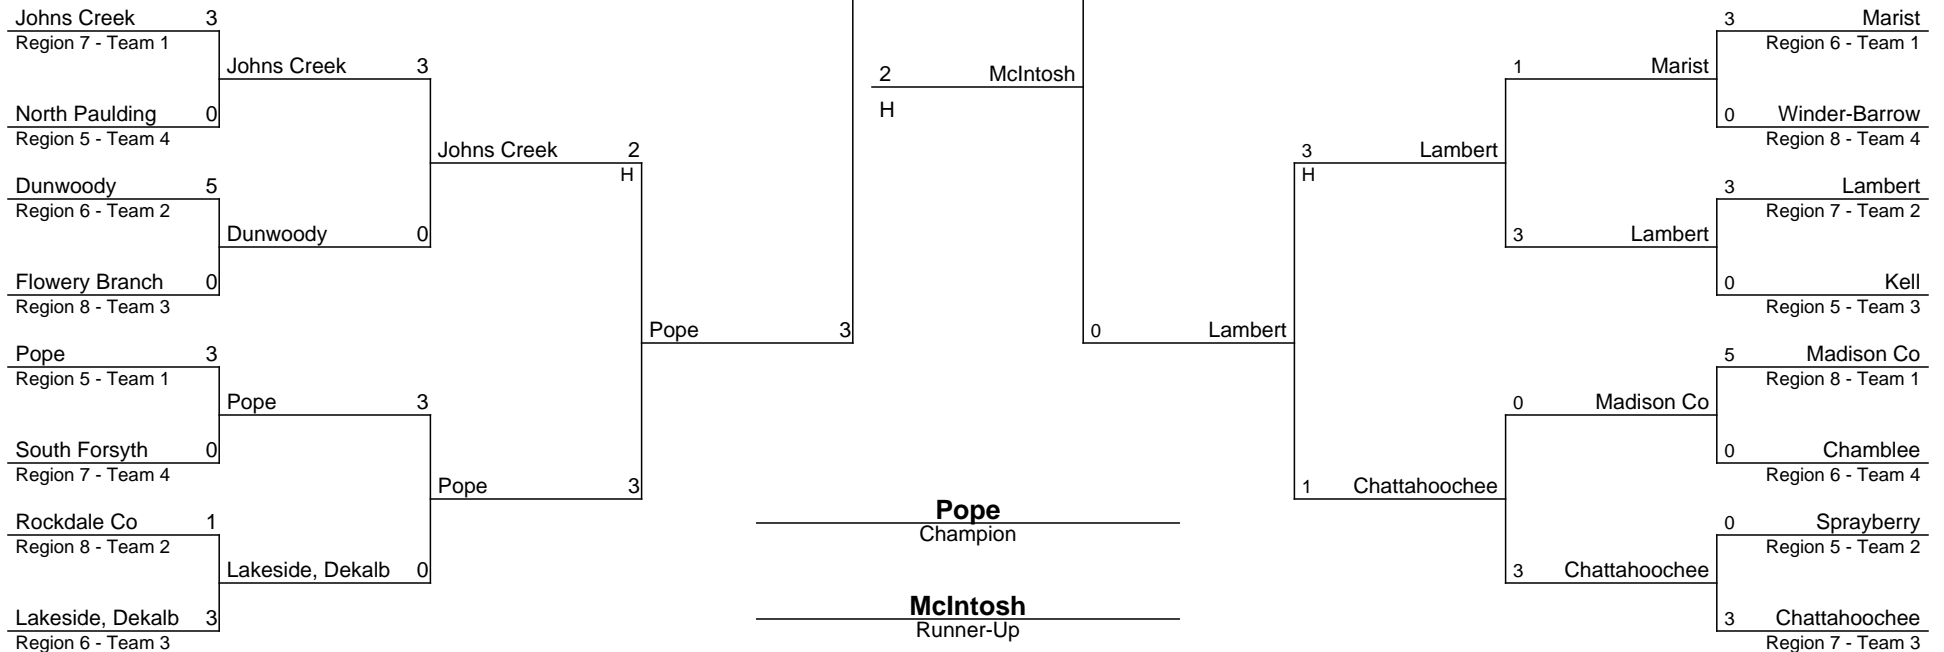 Johns Creek 3
Region 7 - Team 1
Johns Creek 3
North Paulding 0
Region 5 - Team 4
Johns Creek 2
H
Dunwoody 5
Region 6 - Team 2
Dunwoody 0
Flowery Branch 0
Region 8 - Team 3
Pope 3
Pope 3
Region 5 - Team 1
Pope 3
South Forsyth 0
Region 7 - Team 4
Pope 3
Rockdale Co 1
Region 8 - Team 2
Lakeside, Dekalb 0
Lakeside, Dekalb 3
Region 6 - Team 3
2 McIntosh
H
Pope
Champion
McIntosh
Runner-Up
3 Marist
Region 6 - Team 1
1 Marist
0 Winder-Barrow
Region 8 - Team 4
3 Lambert
H
3 Lambert
Region 7 - Team 2
3 Lambert
0 Kell
Region 5 - Team 3
0 Lambert
5 Madison Co
Region 8 - Team 1
0 Madison Co
0 Chamblee
Region 6 - Team 4
1 Chattahoochee
0 Sprayberry
Region 5 - Team 2
3 Chattahoochee
3 Chattahoochee
Region 7 - Team 3